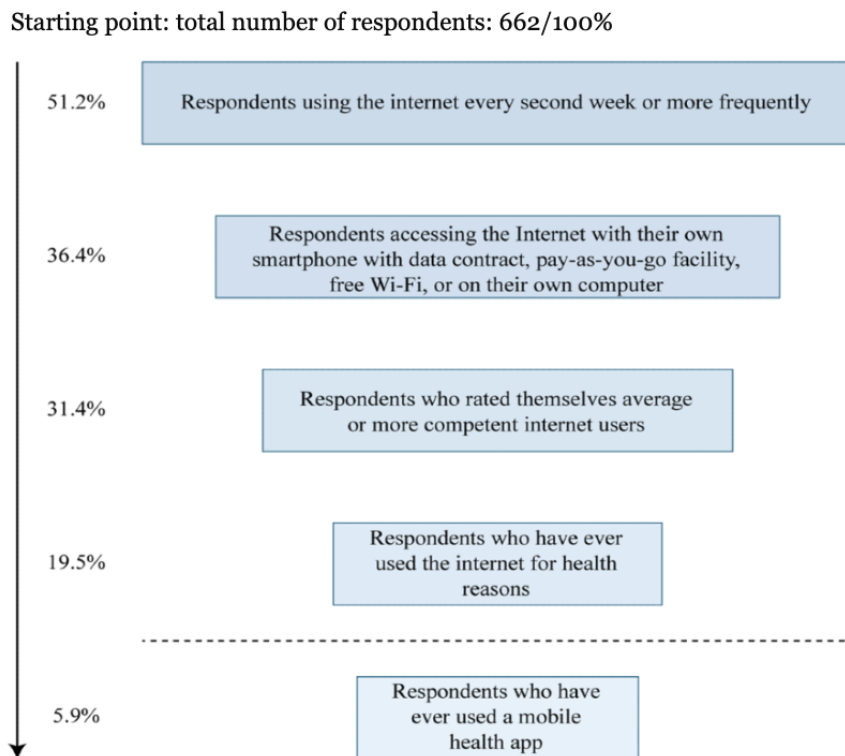 Starting point: total number of respondents: 662/100%
51.2%
Respondents using the internet every second week or more frequently
36.4%
Respondents accessing the Internet with their own
smartphone with data contract, pay-as-you-go facility,
free Wi-Fi, or on their own computer
31.4%
Respondents who rated themselves average
or more competent internet users
19.5%
Respondents who have ever
used the internet for health
reasons
5.9%
Respondents who have
ever used a mobile
health app